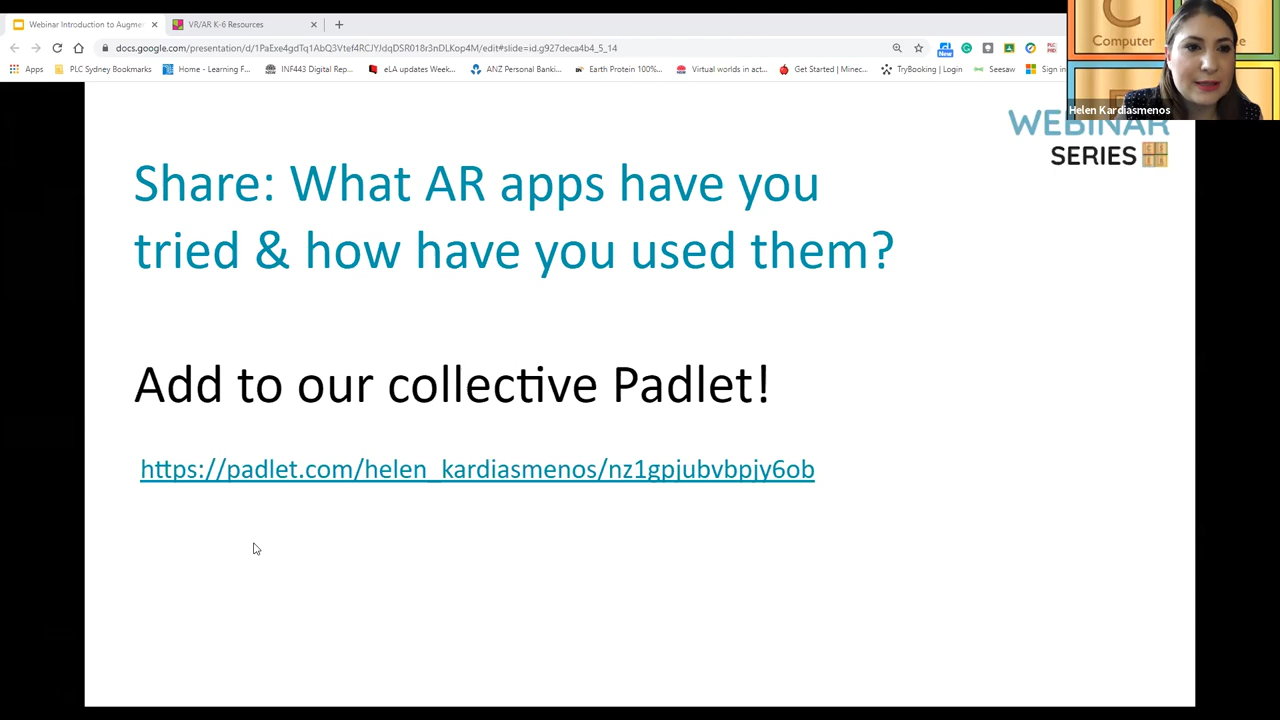 Webinar Introduction to Augme
VR/AR K-6 Resources
docs.google.com/presentation/d/1PaExe4gdTq1AbQ3Vtef4RCJYJdqDSR018r3nDLKop4M/edit#slide=id.g927deca4b4_5_14
New
Apps
PLC Sydney Bookmarks
Home - Learning F...
INF443 Digital Rep...
eLA updates Week...
ANZ Personal Banki...
Earth Protein 100%...
Virtual worlds in act...
Get Started | Minec...
TryBooking | Login
Seesaw
Sign in
C
Computer
Helen Kardiasmenos
WEBINAR
SERIES
Share: What AR apps have you
tried & how have you used them?
Add to our collective Padlet!
https://padlet.com/helen_kardiasmenos/nz1gpjubvbpjy6ob